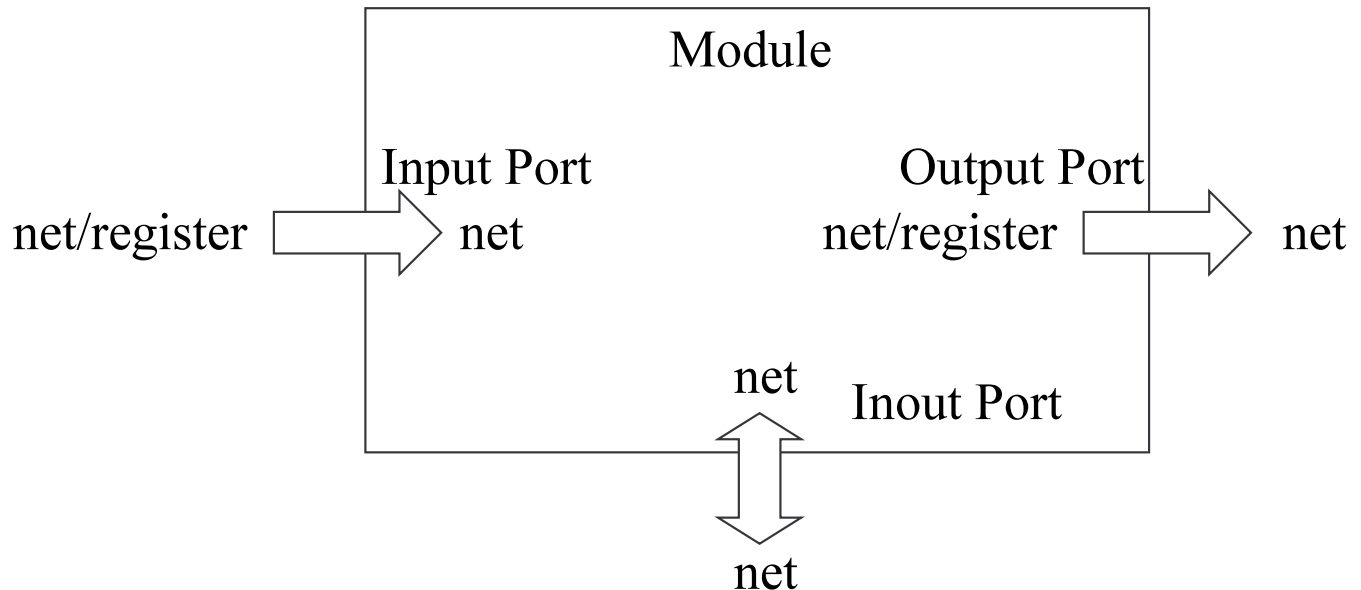 Module
Input Port
Output Port
net/register
net
net/register
net
net
Inout Port
net